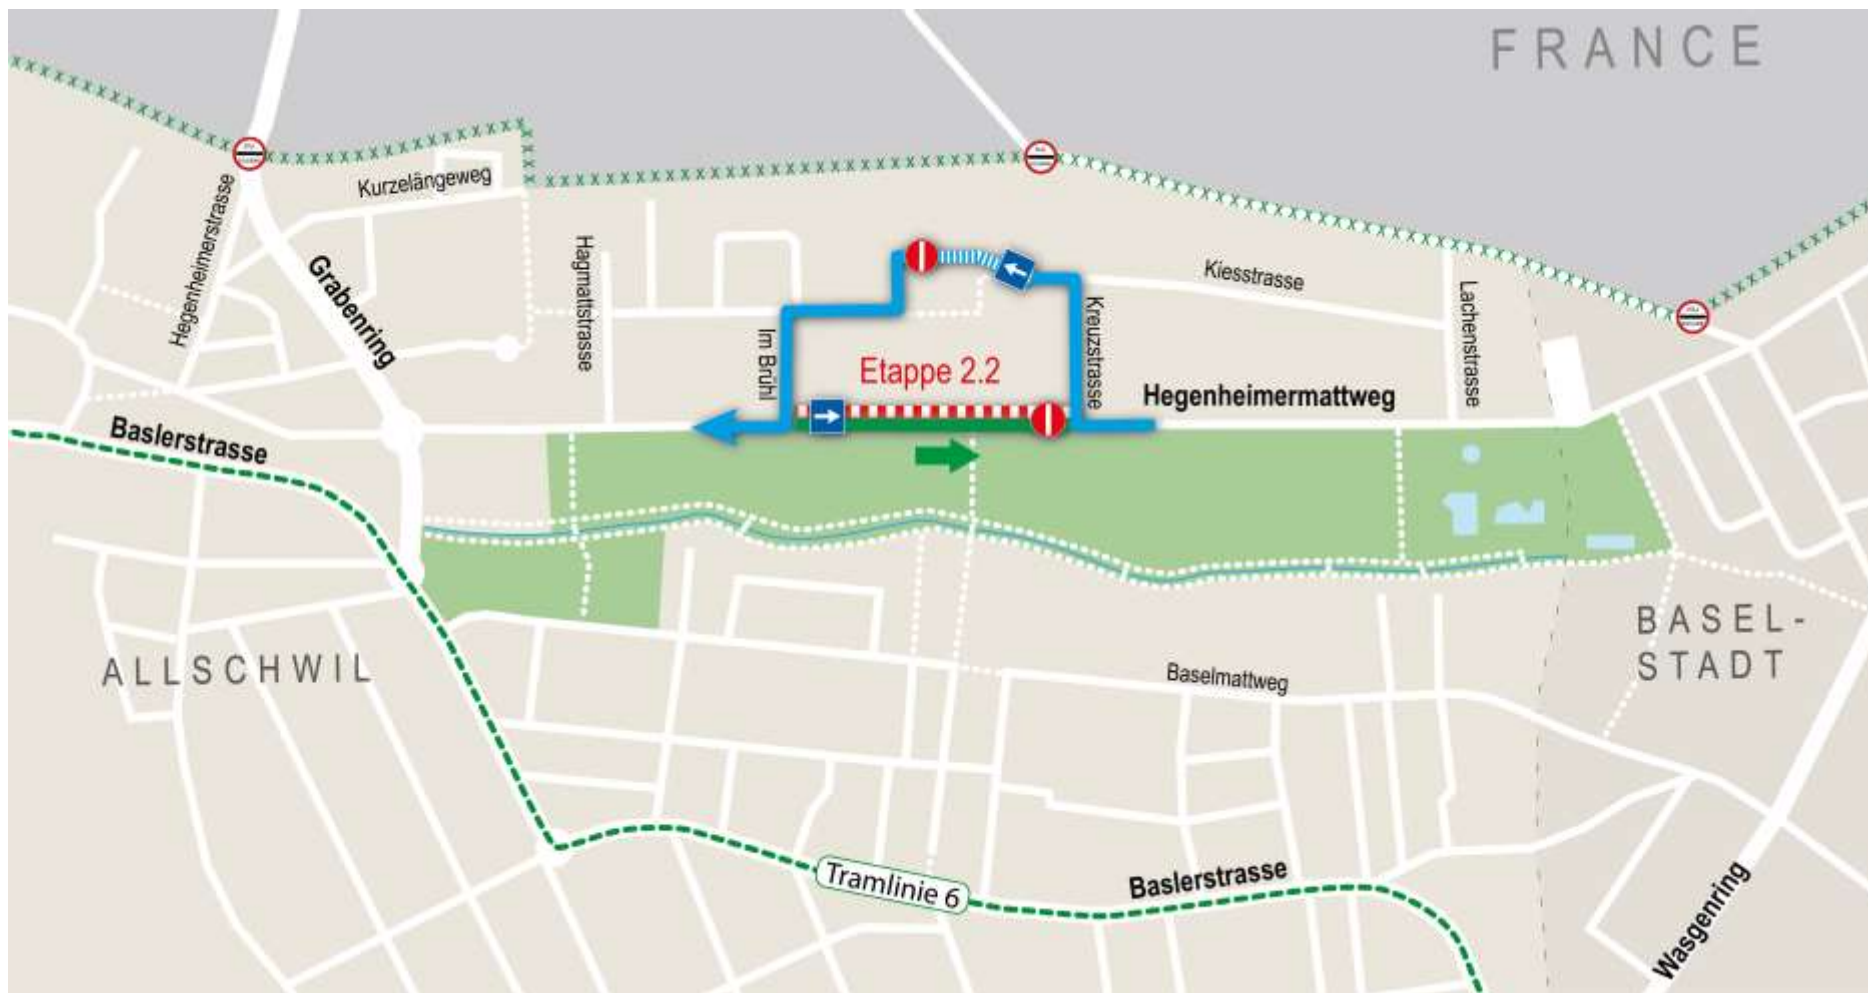 FRANCE
Kurzelängeweg
Hegenheimerstrasse
Grabenring
Hagmattstrasse
Kiesstrasse
Lachenstrasse
Im Brühl
Kreuzstrasse
Etappe 2.2
Hegenheimermattweg
Baslerstrasse
BASEL-
STADT
ALLSCHWIL
Baselmattweg
Tramlinie 6
Baslerstrasse
Wasgenring